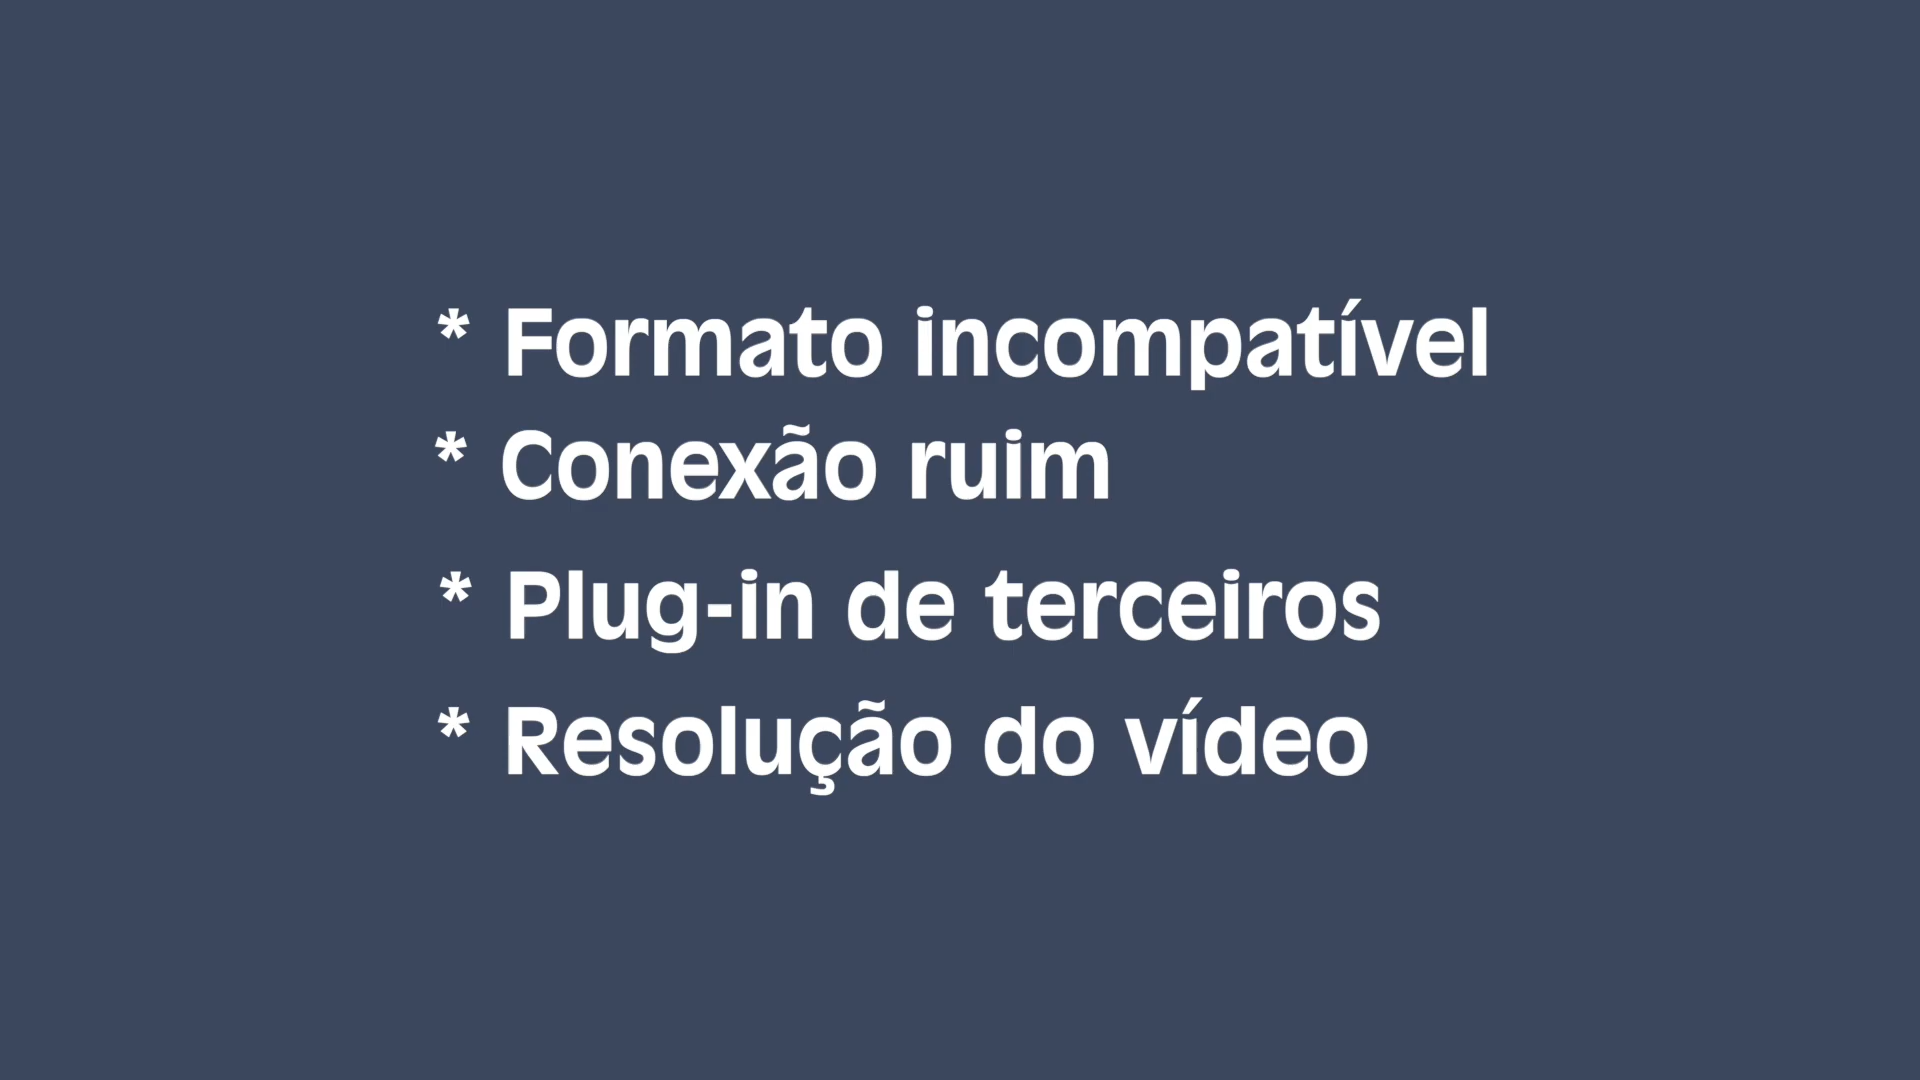 * Formato incompatível
* Conexão ruim
* Plug-in de terceiros
* Resolução do vídeo